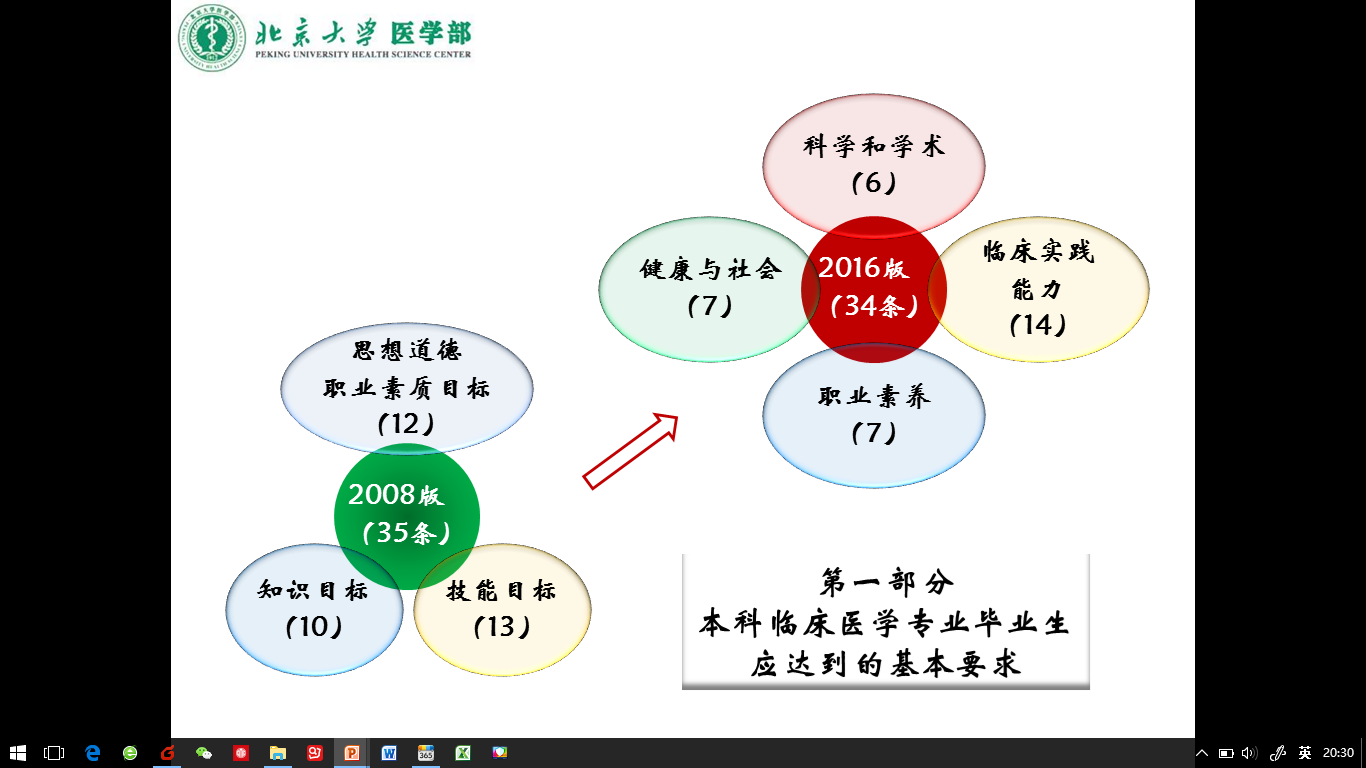 北京大学 医学部
PEKING UNIVERSITY HEALTH SCIENCE CENTER
科学和学术
(6)
健康与社会
(7)
2016版
(34条)
临床实践
能力
(14)
职业素养
(7)
思想道德
职业素质目标
(12)
2008版
(35条)
知识目标
(10)
技能目标
(13)
第一部分
本科临床医学专业毕业生
应达到的基本要求
365
英
20:30